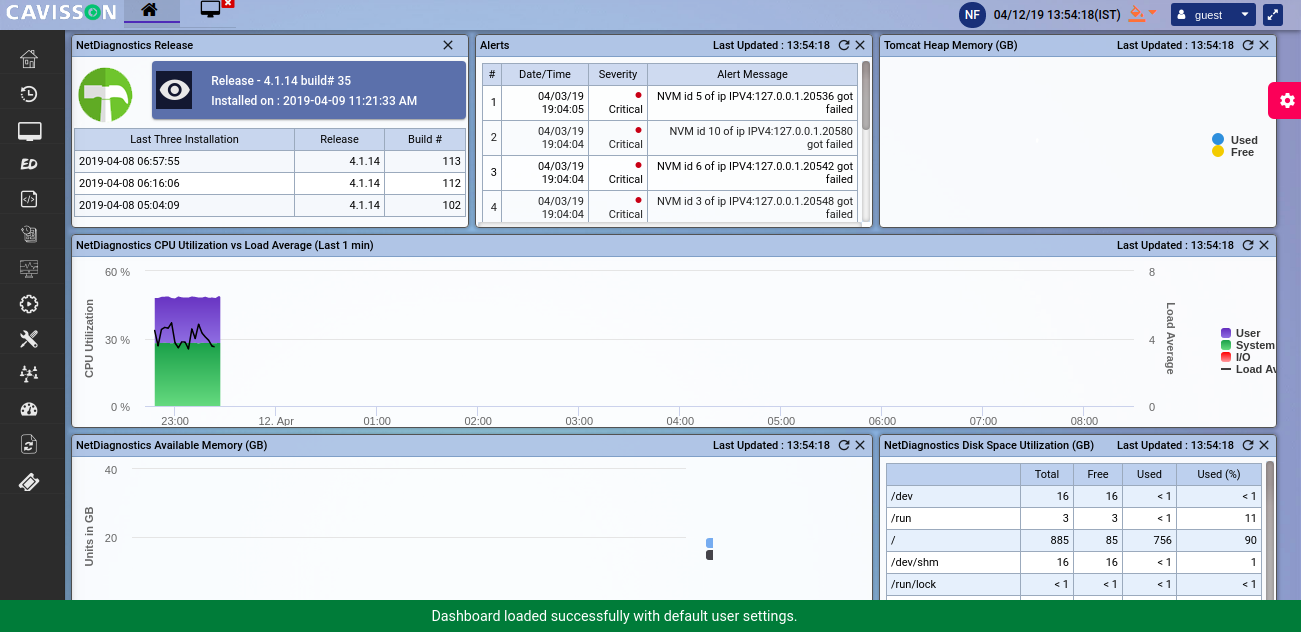 CAVISSON
NF 04/12/19 13:54:18(IST) guest
NetDiagnostics Release
Release - 4.1.14 build# 35
Installed on : 2019-04-09 11:21:33 AM
Last Three Installation Release Build #
2019-04-08 06:57:55 4.1.14 113
2019-04-08 06:16:06 4.1.14 112
2019-04-08 05:04:09 4.1.14 102
Alerts Last Updated : 13:54:18
# Date/Time Severity Alert Message
1 04/03/19 19:04:05 Critical NVM id 5 of ip IPV4:127.0.0.1.20536 got failed
2 04/03/19 19:04:04 Critical NVM id 10 of ip IPV4:127.0.0.1.20580 got failed
3 04/03/19 19:04:04 Critical NVM id 6 of ip IPV4:127.0.0.1.20542 got failed
4 04/03/19 19:04:04 Critical NVM id 3 of ip IPV4:127.0.0.1.20548 got failed
Tomcat Heap Memory (GB) Last Updated : 13:54:18
Used
Free
ED
NetDiagnostics CPU Utilization vs Load Average (Last 1 min) Last Updated : 13:54:18
CPU Utilization
60 %
30 %
0 %
8
4
0
Load Average
23:00 12. Apr 01:00 02:00 03:00 04:00 05:00 06:00 07:00 08:00
User
System
I/O
Load Av
NetDiagnostics Available Memory (GB) Last Updated : 13:54:18
Units in GB
40
20
NetDiagnostics Disk Space Utilization (GB) Last Updated : 13:54:18
Total Free Used Used (%)
/dev 16 16 < 1 < 1
/run 3 3 < 1 11
/ 885 85 756 90
/dev/shm 16 16 < 1 1
/run/lock < 1 < 1 < 1 < 1
Dashboard loaded successfully with default user settings.